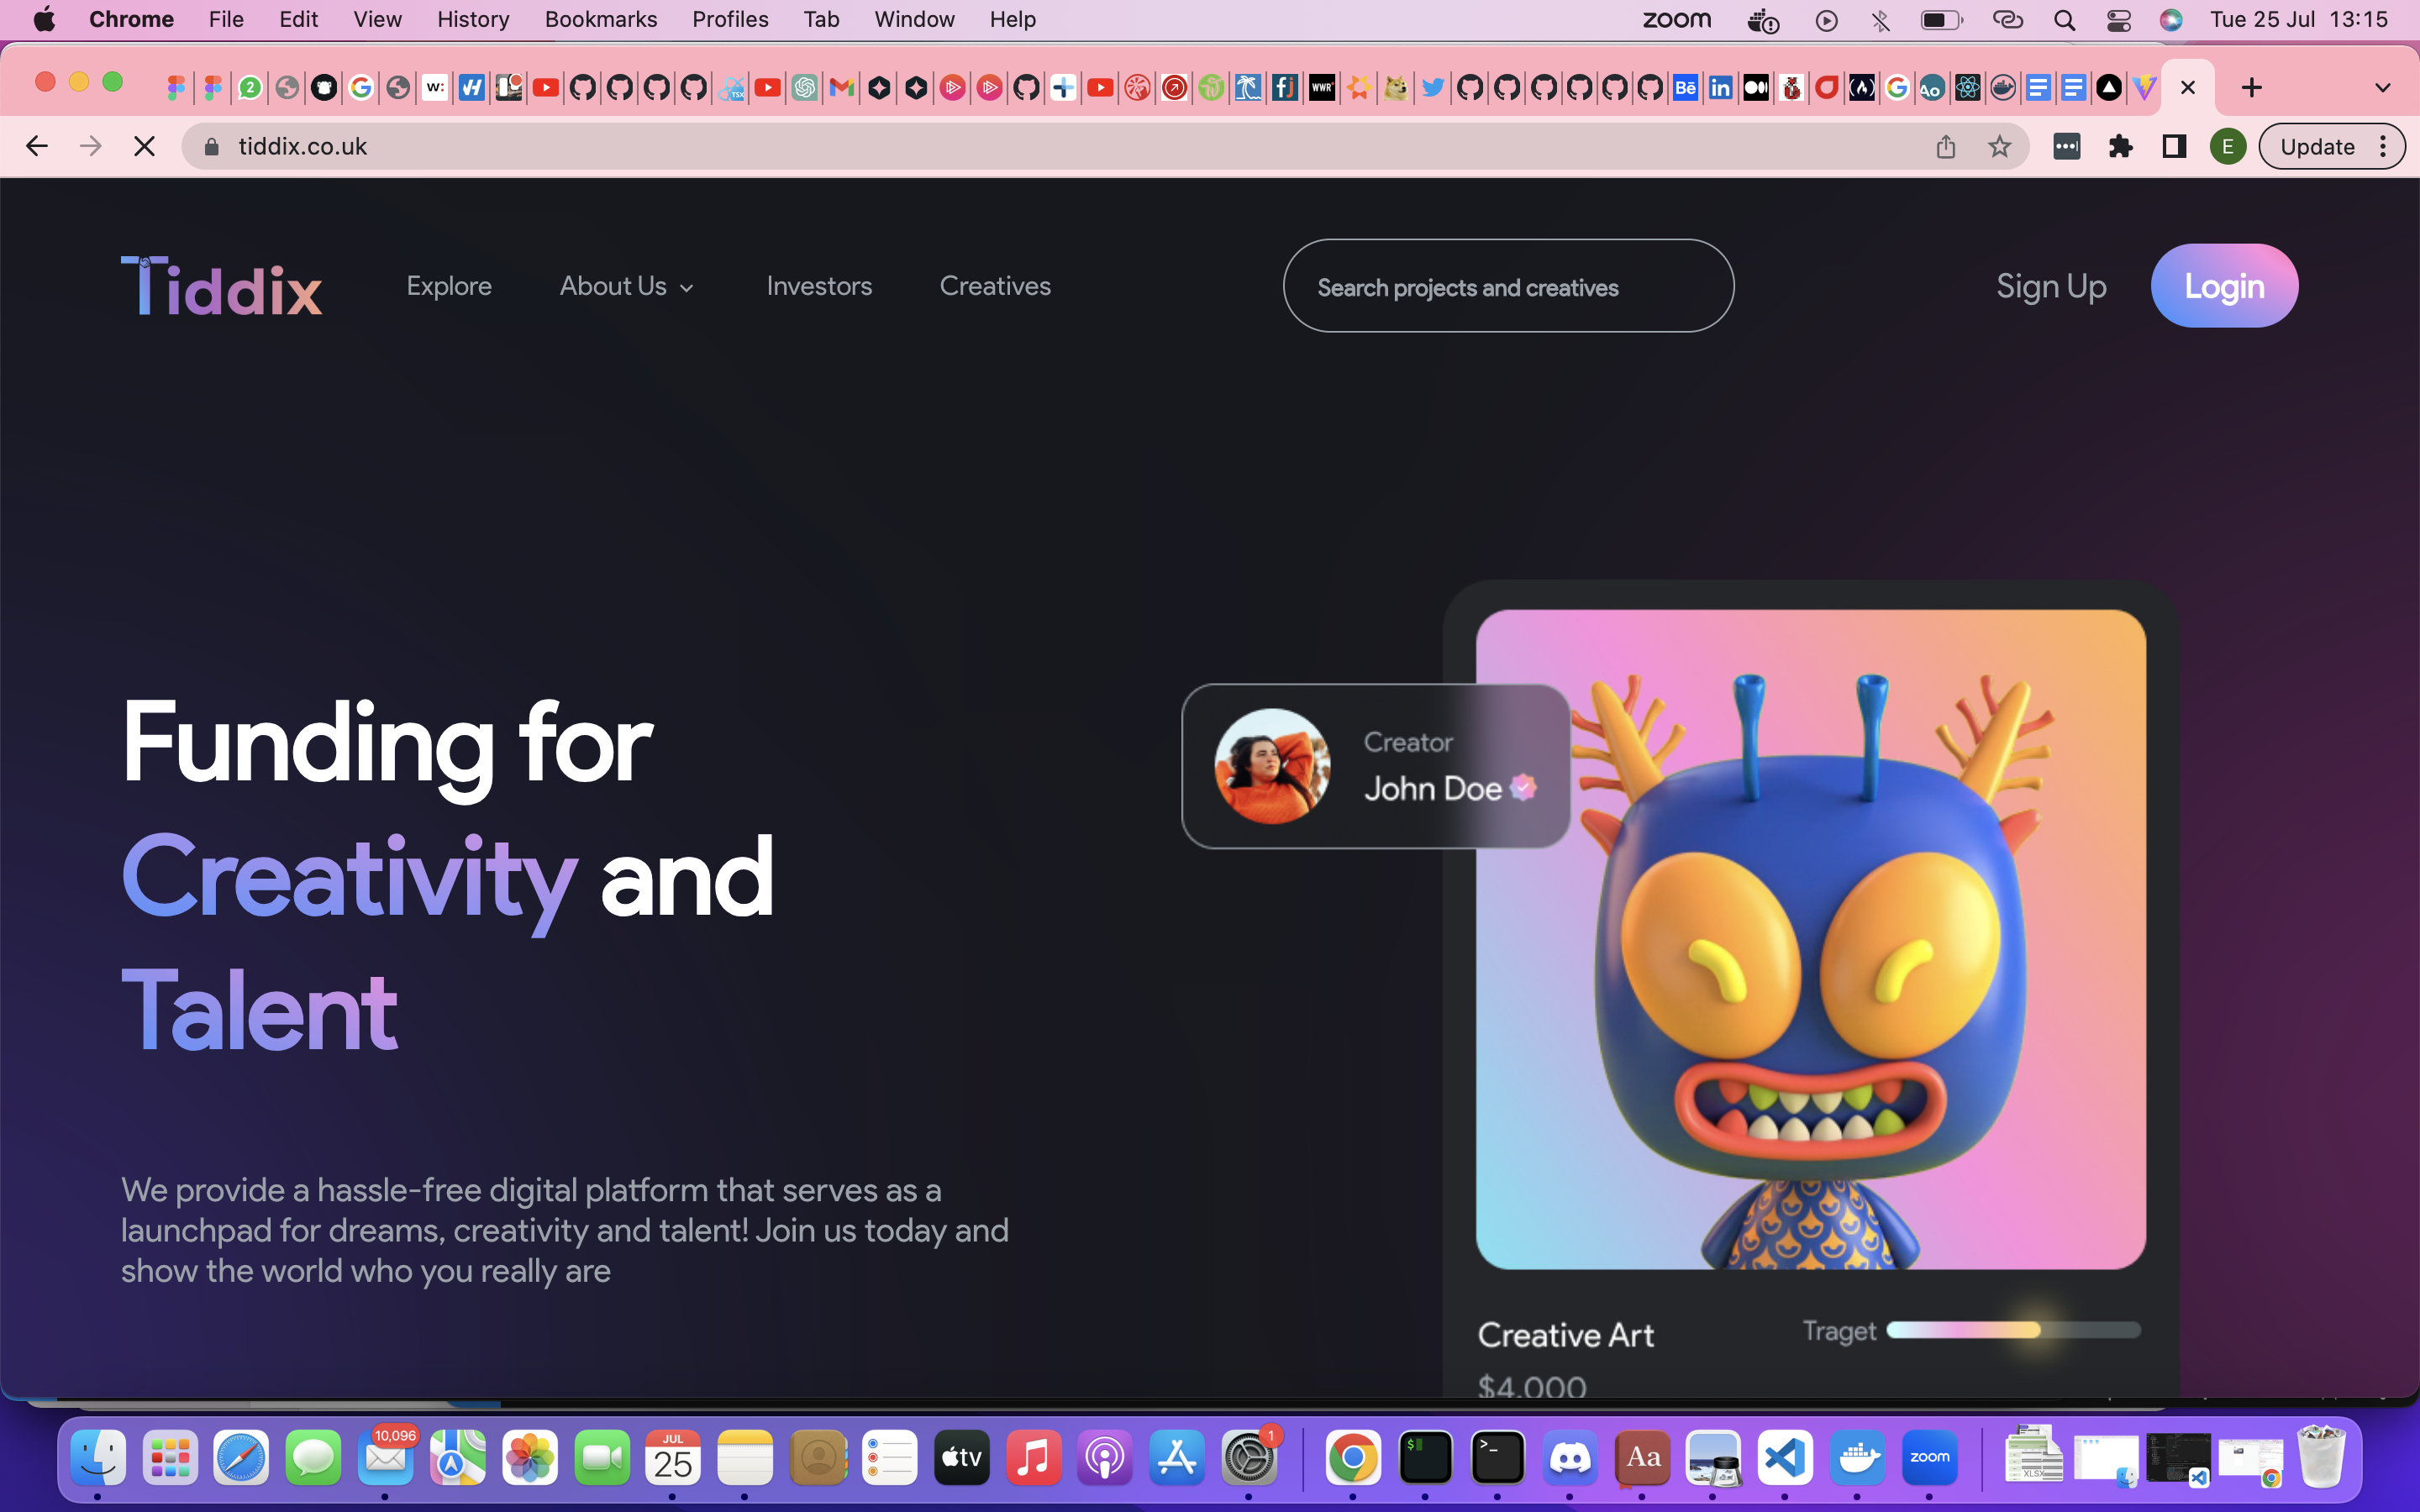 Chrome File Edit View History Bookmarks Profiles Tab Window Help
zoom Tue 25 Jul 13:15
tiddix.co.uk
E
Update
Tiddix
Explore
About Us
Investors
Creatives
Search projects and creatives
Sign Up
Login
Funding for
Creativity and
Talent
We provide a hassle-free digital platform that serves as a
launchpad for dreams, creativity and talent! Join us today and
show the world who you really are
Creator
John Doe
Creative Art
Traget
$4,000
10,096
JUL
25
tv
1
$
>_
Aa
zoom
XLSX